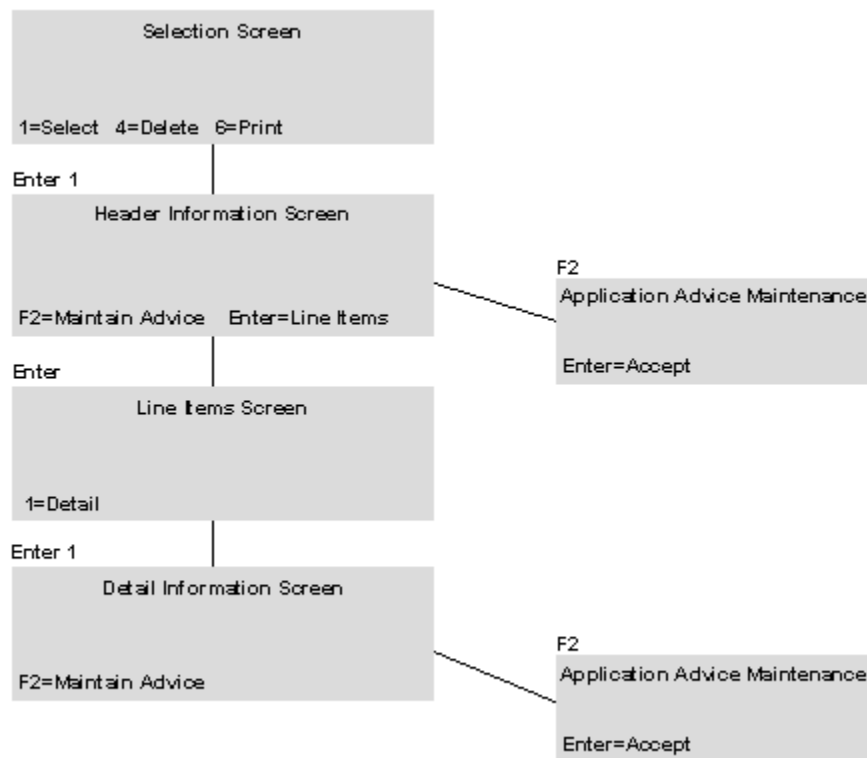 Selection Screen
1=Select 4=Delete 6=Print
Enter 1
Header Information Screen
F2=Maintain Advice Enter=Line Items
F2
Application Advice Maintenance
Enter=Accept
Enter
Line Items Screen
1=Detail
Enter 1
Detail Information Screen
F2=Maintain Advice
F2
Application Advice Maintenance
Enter=Accept